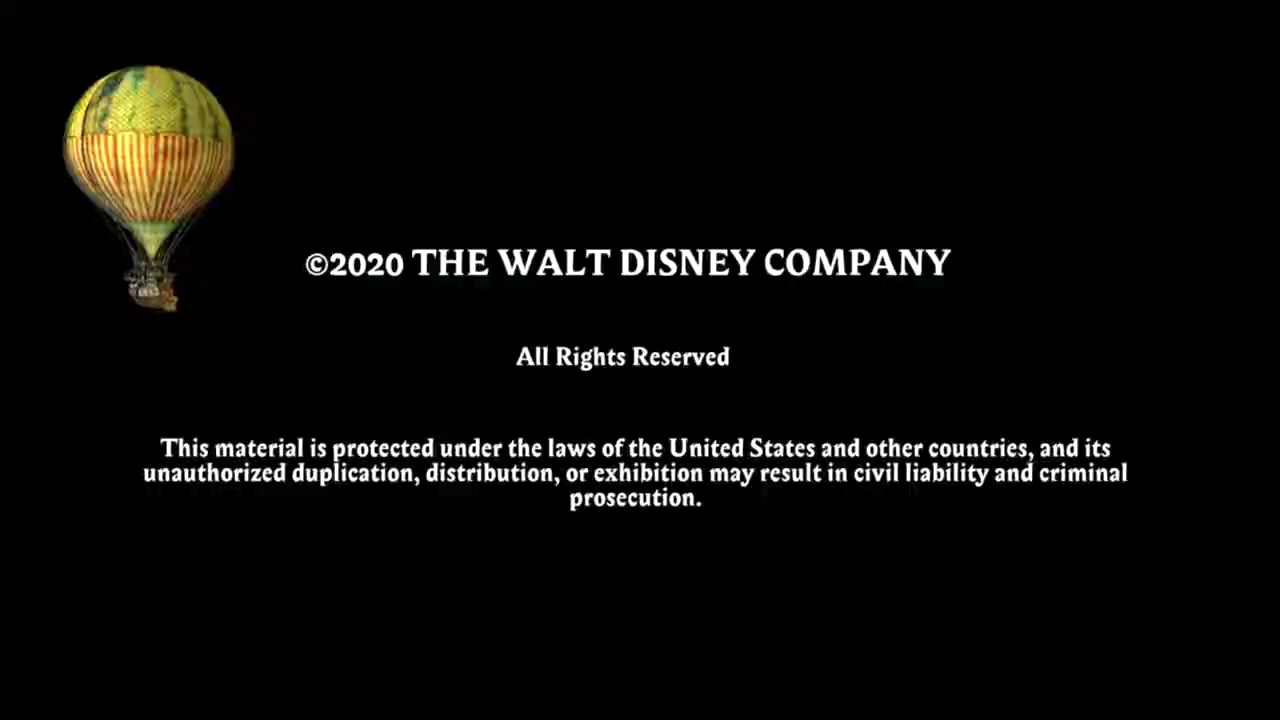 ©2020 THE WALT DISNEY COMPANY
All Rights Reserved
This material is protected under the laws of the United States and other countries, and its
unauthorized duplication, distribution, or exhibition may result in civil liability and criminal
prosecution.